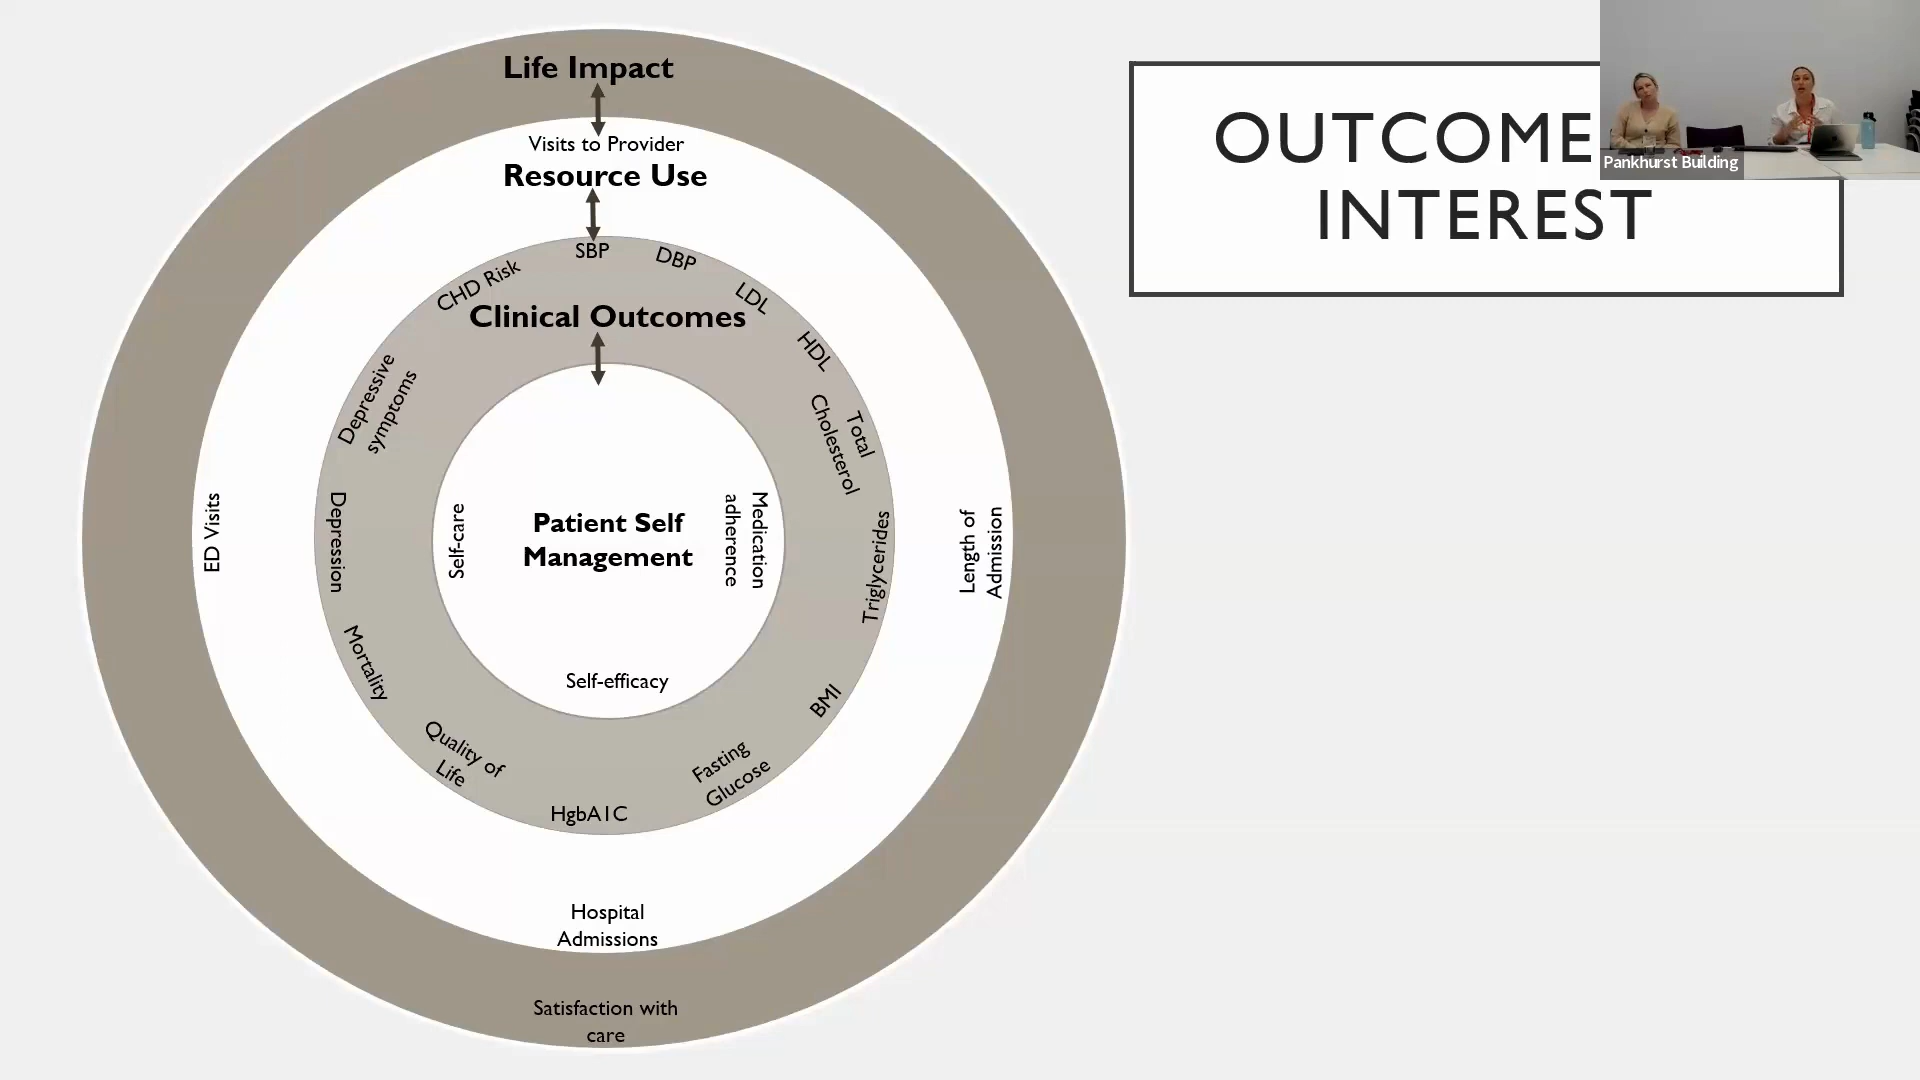 Life Impact
Visits to Provider
Resource Use
SBP
DBP
LDL
HDL
Total
Cholesterol
Triglycerides
BMI
Fasting
Glucose
HgbA1C
Quality of
Life
Mortality
Depression
Depressive
symptoms
CHD Risk
Clinical Outcomes
Patient Self
Management
Self-care
Medication
adherence
Self-efficacy
ED Visits
Length of
Admission
Hospital
Admissions
Satisfaction with
care
OUTCOME
INTEREST
Pankhurst Building